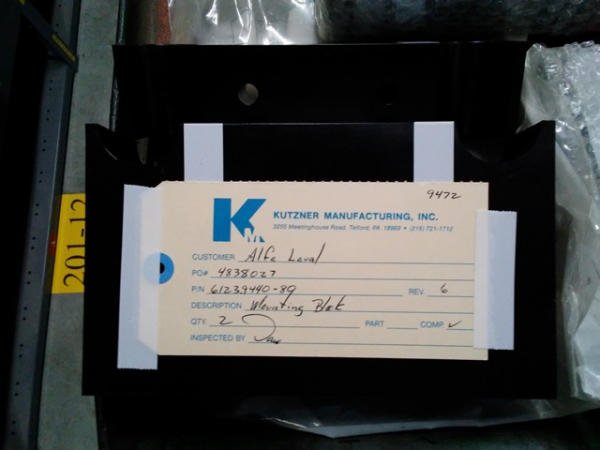 9472
K
KUTZNER MANUFACTURING, INC.
3255 Meetinghouse Road, Telford, PA 18969 • (215) 721-1712
CUSTOMER Alfa Laval
PO# 4838027
P/N 61239440-89 REV. 6
DESCRIPTION Mounting Blok
QTY. 2 PART COMP. ✓
INSPECTED BY
201-12